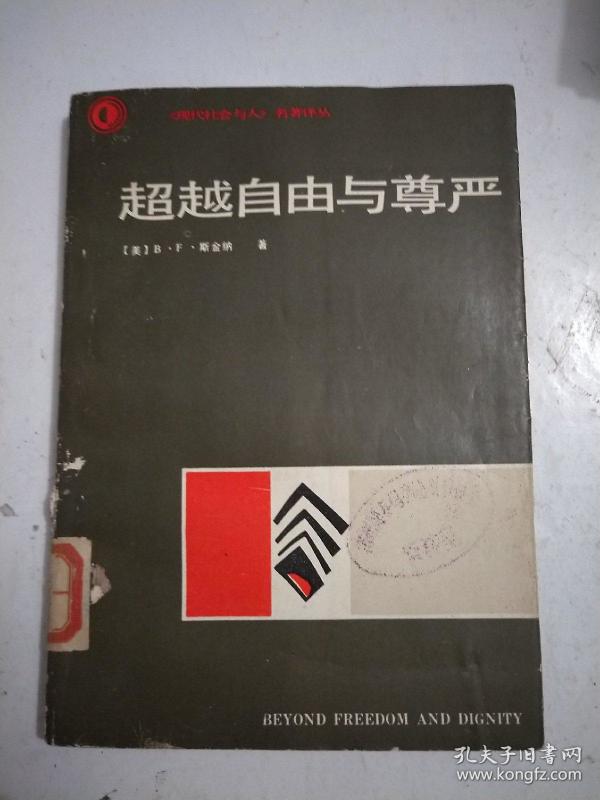 《现代社会与人》名著译丛
超越自由与尊严
【美】B·F·斯金纳 著
BEYOND FREEDOM AND DIGNITY
孔夫子旧书网
www.kongfz.com